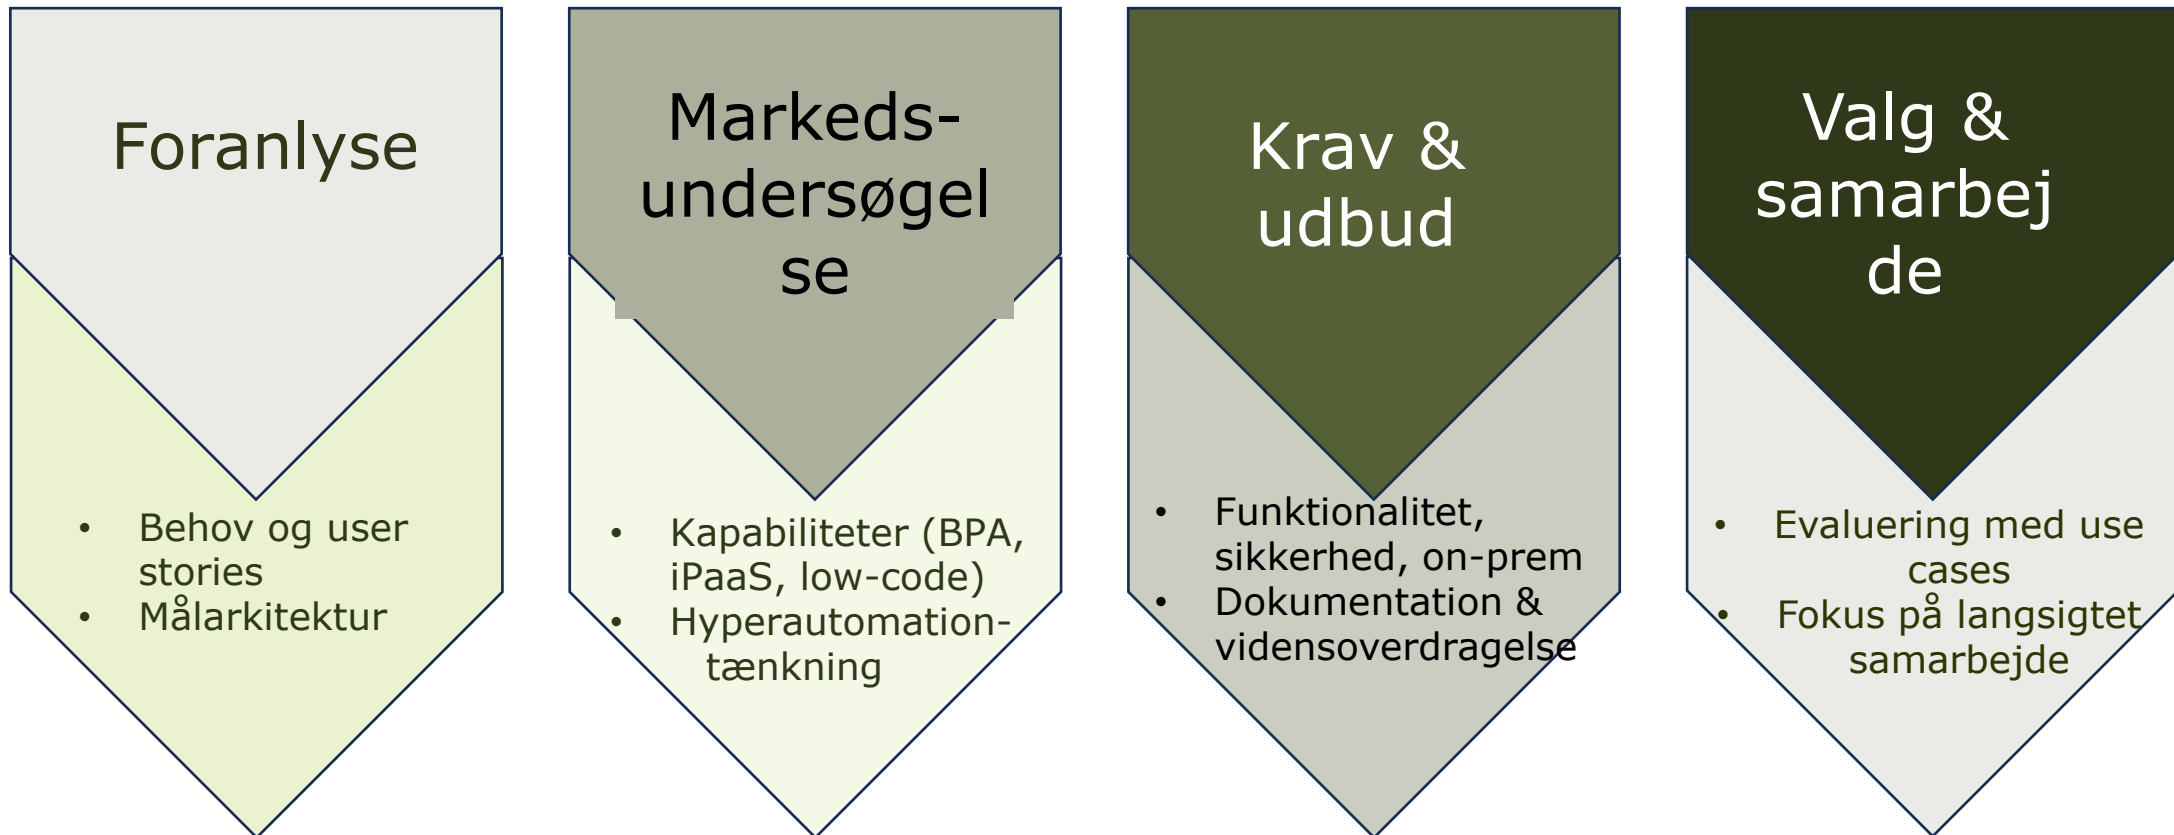 Foranlyse
• Behov og user
stories
• Målarkitektur
Markeds-
undersøgel
se
• Kapabiliteter (BPA,
iPaaS, low-code)
• Hyperautomation-
tænkning
Krav &
udbud
• Funktionalitet,
sikkerhed, on-prem
• Dokumentation &
vidensoverdragelse
Valg &
samarbej
de
• Evaluering med use
cases
• Fokus på langsigtet
samarbejde